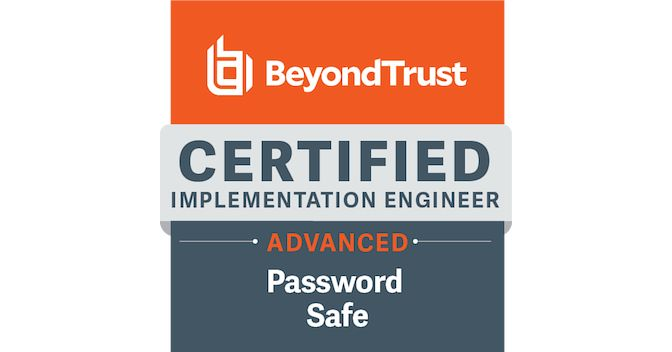 BeyondTrust
CERTIFIED
IMPLEMENTATION ENGINEER
ADVANCED
Password
Safe